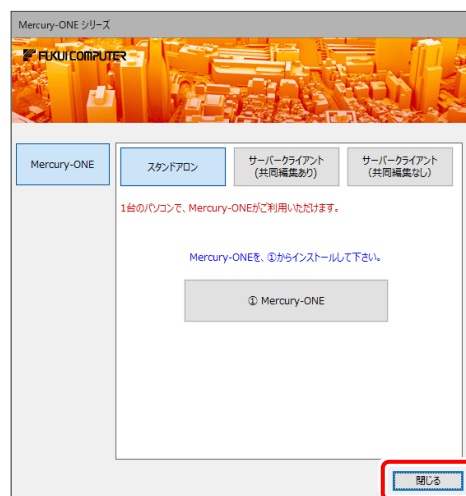 Mercury-ONE シリーズ
FUKUI COMPUTER
Mercury-ONE
スタンドアロン
サーバークライアント
(共同編集あり)
サーバークライアント
(共同編集なし)
1台のパソコンで、Mercury-ONEがご利用いただけます。
Mercury-ONEを、①からインストールして下さい。
① Mercury-ONE
閉じる